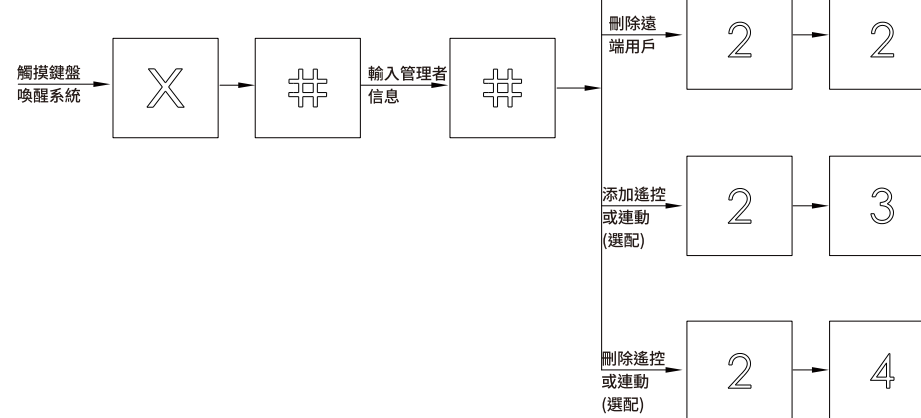 刪除遠
端用戶
2
2
觸摸鍵盤
喚醒系統
X
#
輸入管理者
信息
#
添加遙控
或連動
(選配)
2
3
刪除遙控
或連動
(選配)
2
4